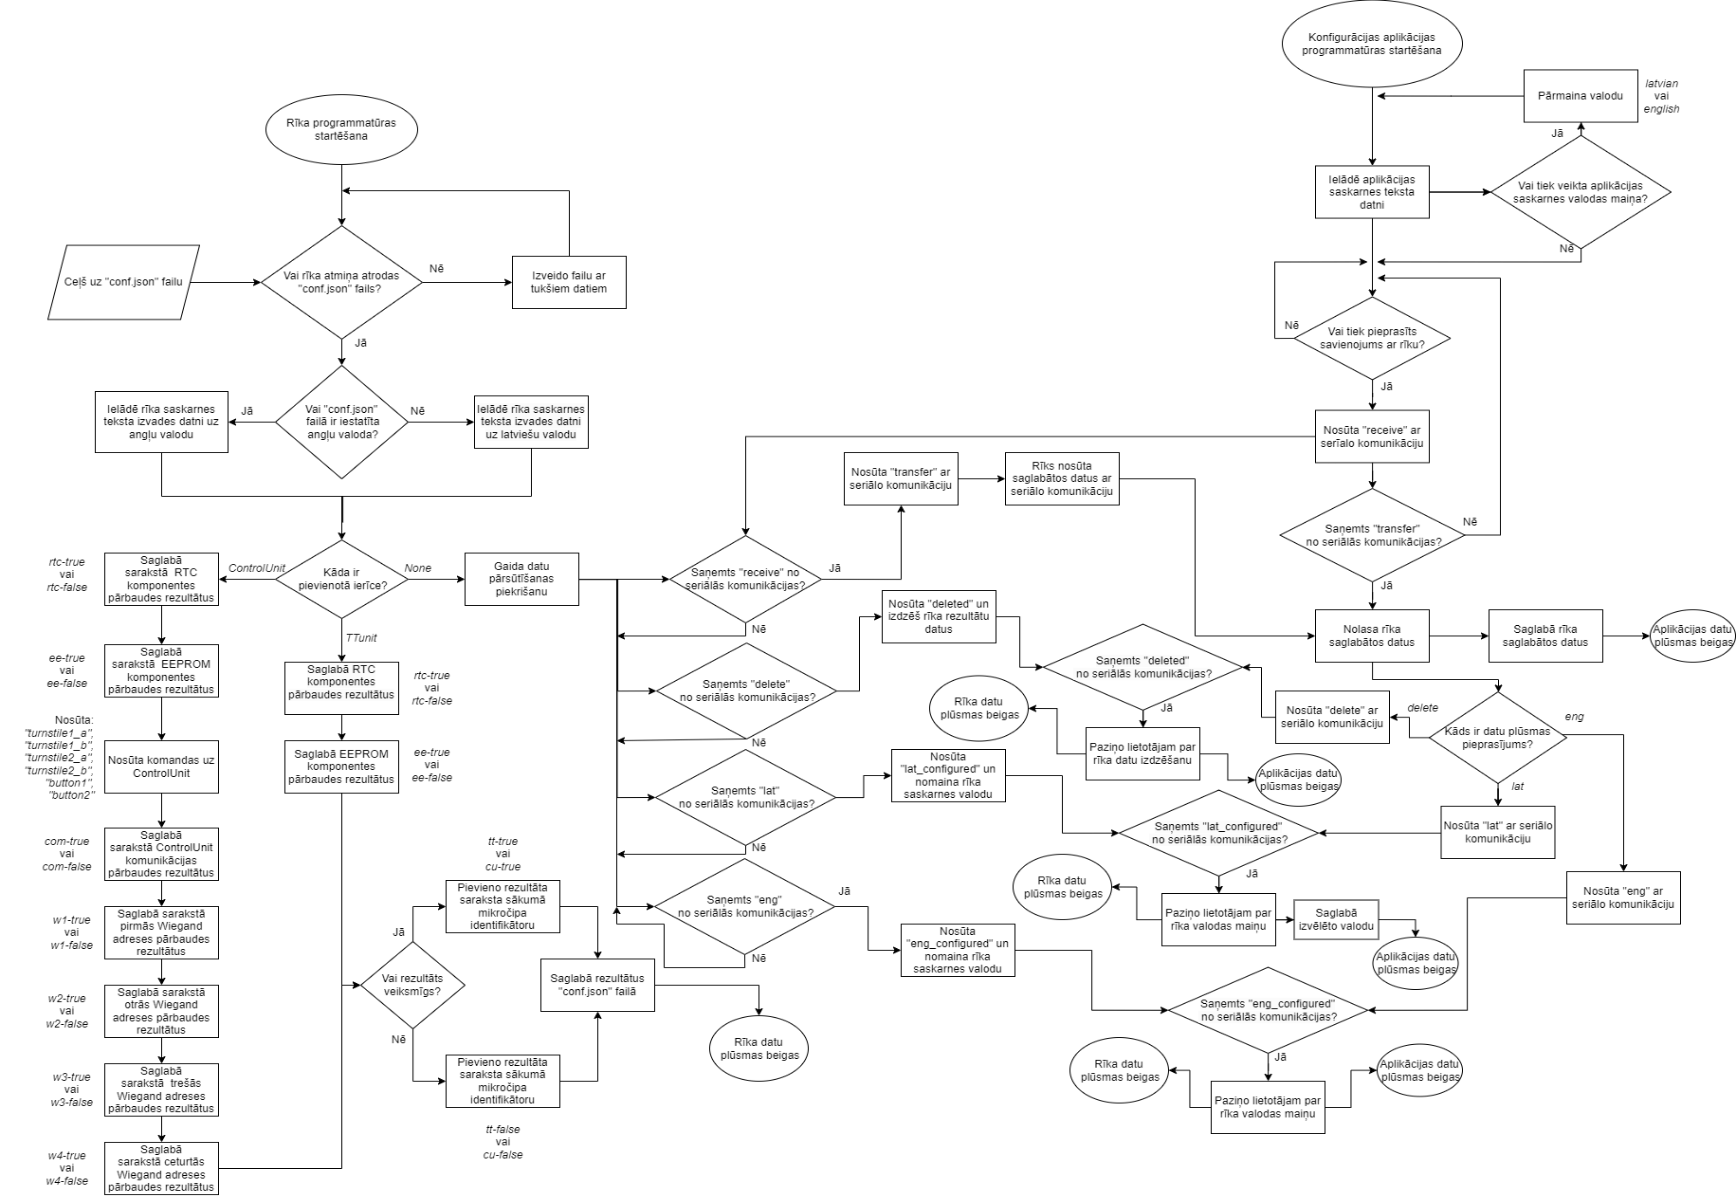 Konfigurācijas aplikācijas
programmatūras startēšana
Pārmaina valodu
latvian
vai
english
Jā
Ielādē aplikācijas
saskarnes teksta
datni
Vai tiek veikta aplikācijas
saskarnes valodas maiņa?
Nē
Vai tiek pieprasīts
savienojums ar rīku?
Nē
Jā
Nosūta "receive" ar
serīalo komunikāciju
Saņemts "transfer"
no seriālās komunikācijas?
Nē
Jā
Nolasa rīka
saglabātos datus
Saglabā rīka
saglabātos datus
Aplikācijas datu
plūsmas beigas
Kāds ir datu plūsmas
pieprasījums?
delete
eng
lat
Nosūta "delete" ar
seriālo komunikāciju
Nosūta "lat" ar seriālo
komunikāciju
Nosūta "eng" ar
seriālo komunikāciju
Rīka programmatūras
startēšana
Ceļš uz "conf.json" failu
Vai rīka atmiņa atrodas
"conf.json" fails?
Nē
Izveido failu ar
tukšiem datiem
Jā
Ielādē rīka saskarnes
teksta izvades datni uz
angļu valodu
Jā
Vai "conf.json"
failā ir iestatīta
angļu valoda?
Nē
Ielādē rīka saskarnes
teksta izvades datni
uz latviešu valodu
rtc-true
vai
rtc-false
Saglabā
sarakstā RTC
komponentes
pārbaudes rezultātus
ControlUnit
Kāda ir
pievienotā ierīce?
None
Gaida datu
pārsūtīšanas
piekrišanu
TTunit
ee-true
vai
ee-false
Saglabā
sarakstā EEPROM
komponentes
pārbaudes rezultātus
Saglabā RTC
komponentes
pārbaudes rezultātus
rtc-true
vai
rtc-false
Nosūta:
"turnstile1_a",
"turnstile1_b",
"turnstile2_a",
"turnstile2_b",
"button1",
"button2"
Nosūta komandas uz
ControlUnit
Saglabā EEPROM
komponentes
pārbaudes rezultātus
ee-true
vai
ee-false
com-true
vai
com-false
Saglabā
sarakstā ControlUnit
komunikācijas
pārbaudes rezultātus
w1-true
vai
w1-false
Saglabā sarakstā
pirmās Wiegand
adreses pārbaudes
rezultātus
w2-true
vai
w2-false
Saglabā sarakstā
otrās Wiegand
adreses pārbaudes
rezultātus
w3-true
vai
w3-false
Saglabā
sarakstā trešās
Wiegand adreses
pārbaudes rezultātus
w4-true
vai
w4-false
Saglabā
sarakstā ceturtās
Wiegand adreses
pārbaudes rezultātus
Vai rezultāts
veiksmīgs?
Jā
Nē
tt-true
vai
cu-true
Pievieno rezultāta
saraksta sākumā
mikročipa
identifikātoru
Pievieno rezultāta
saraksta sākumā
mikročipa
identifikātoru
tt-false
vai
cu-false
Saglabā rezultātus
"conf.json" failā
Rīka datu
plūsmas beigas
Nosūta "transfer" ar
seriālo komunikāciju
Rīks nosūta
saglabātos datus ar
seriālo komunikāciju
Saņemts "receive" no
seriālās komunikācijas?
Jā
Nē
Nosūta "deleted" un
izdzēš rīka rezultātu
datus
Saņemts "delete"
no seriālās komunikācijas?
Nē
Saņemts "deleted"
no seriālās komunikācijas?
Jā
Rīka datu
plūsmas beigas
Paziņo lietotājam par
rīka datu izdzēšanu
Aplikācijas datu
plūsmas beigas
Saņemts "lat"
no seriālās komunikācijas?
Nē
Nosūta
"lat_configured" un
nomaina rīka
saskarnes valodu
Saņemts "lat_configured"
no seriālās komunikācijas?
Jā
Rīka datu
plūsmas beigas
Paziņo lietotājam par
rīka valodas maiņu
Saglabā
izvēlēto valodu
Aplikācijas datu
plūsmas beigas
Saņemts "eng"
no seriālās komunikācijas?
Jā
Nē
Nosūta
"eng_configured" un
nomaina rīka
saskarnes valodu
Saņemts "eng_configured"
no seriālās komunikācijas?
Jā
Rīka datu
plūsmas beigas
Paziņo lietotājam par
rīka valodas maiņu
Aplikācijas datu
plūsmas beigas